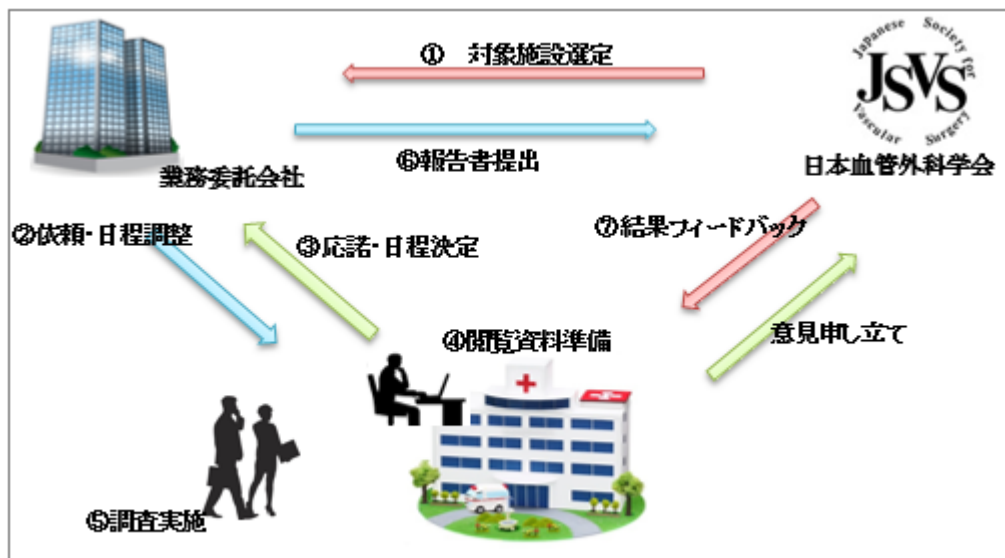 ① 対象施設選定
Japanese Society for
JSVS
Vascular Surgery
⑥報告者提出
業務委託会社
日本血管外科学会
②依頼・日程調整
③応諾・日程決定
⑦結果フィードバック
④閲覧資料準備
意見申し立て
⑤調査実施